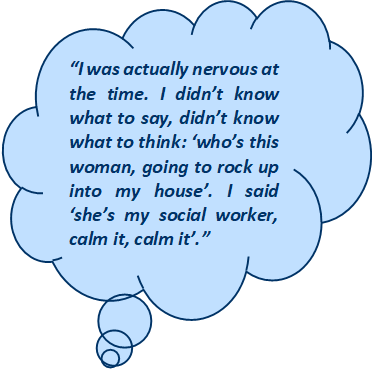 “I was actually nervous at
the time. I didn’t know
what to say, didn’t know
what to think: ‘who’s this
woman, going to rock up
into my house’. I said
‘she’s my social worker,
calm it, calm it’.”